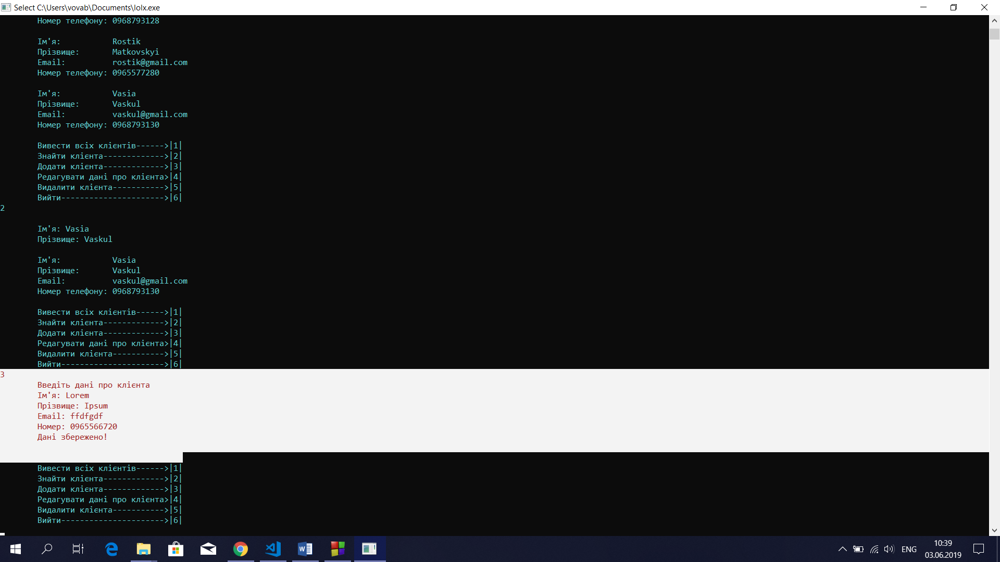 Select C:\Users\vovab\Documents\lolx.exe
Номер телефону: 0968793128
Ім'я: Rostik
Прізвище: Matkovskyi
Email: rostik@gmail.com
Номер телефону: 0965577280
Ім'я: Vasia
Прізвище: Vaskul
Email: vaskul@gmail.com
Номер телефону: 0968793130
Вивести всіх клієнтів------>|1|
Знайти клієнта------------->|2|
Додати клієнта------------->|3|
Редагувати дані про клієнта>|4|
Видалити клієнта----------->|5|
Вийти---------------------->|6|
2
Ім'я: Vasia
Прізвище: Vaskul
Ім'я: Vasia
Прізвище: Vaskul
Email: vaskul@gmail.com
Номер телефону: 0968793130
Вивести всіх клієнтів------>|1|
Знайти клієнта------------->|2|
Додати клієнта------------->|3|
Редагувати дані про клієнта>|4|
Видалити клієнта----------->|5|
Вийти---------------------->|6|
3
Введіть дані про клієнта
Ім'я: Lorem
Прізвище: Ipsum
Email: ffdfgdf
Номер: 0965566720
Дані збережено!
Вивести всіх клієнтів------>|1|
Знайти клієнта------------->|2|
Додати клієнта------------->|3|
Редагувати дані про клієнта>|4|
Видалити клієнта----------->|5|
Вийти---------------------->|6|
ENG
10:39
03.06.2019